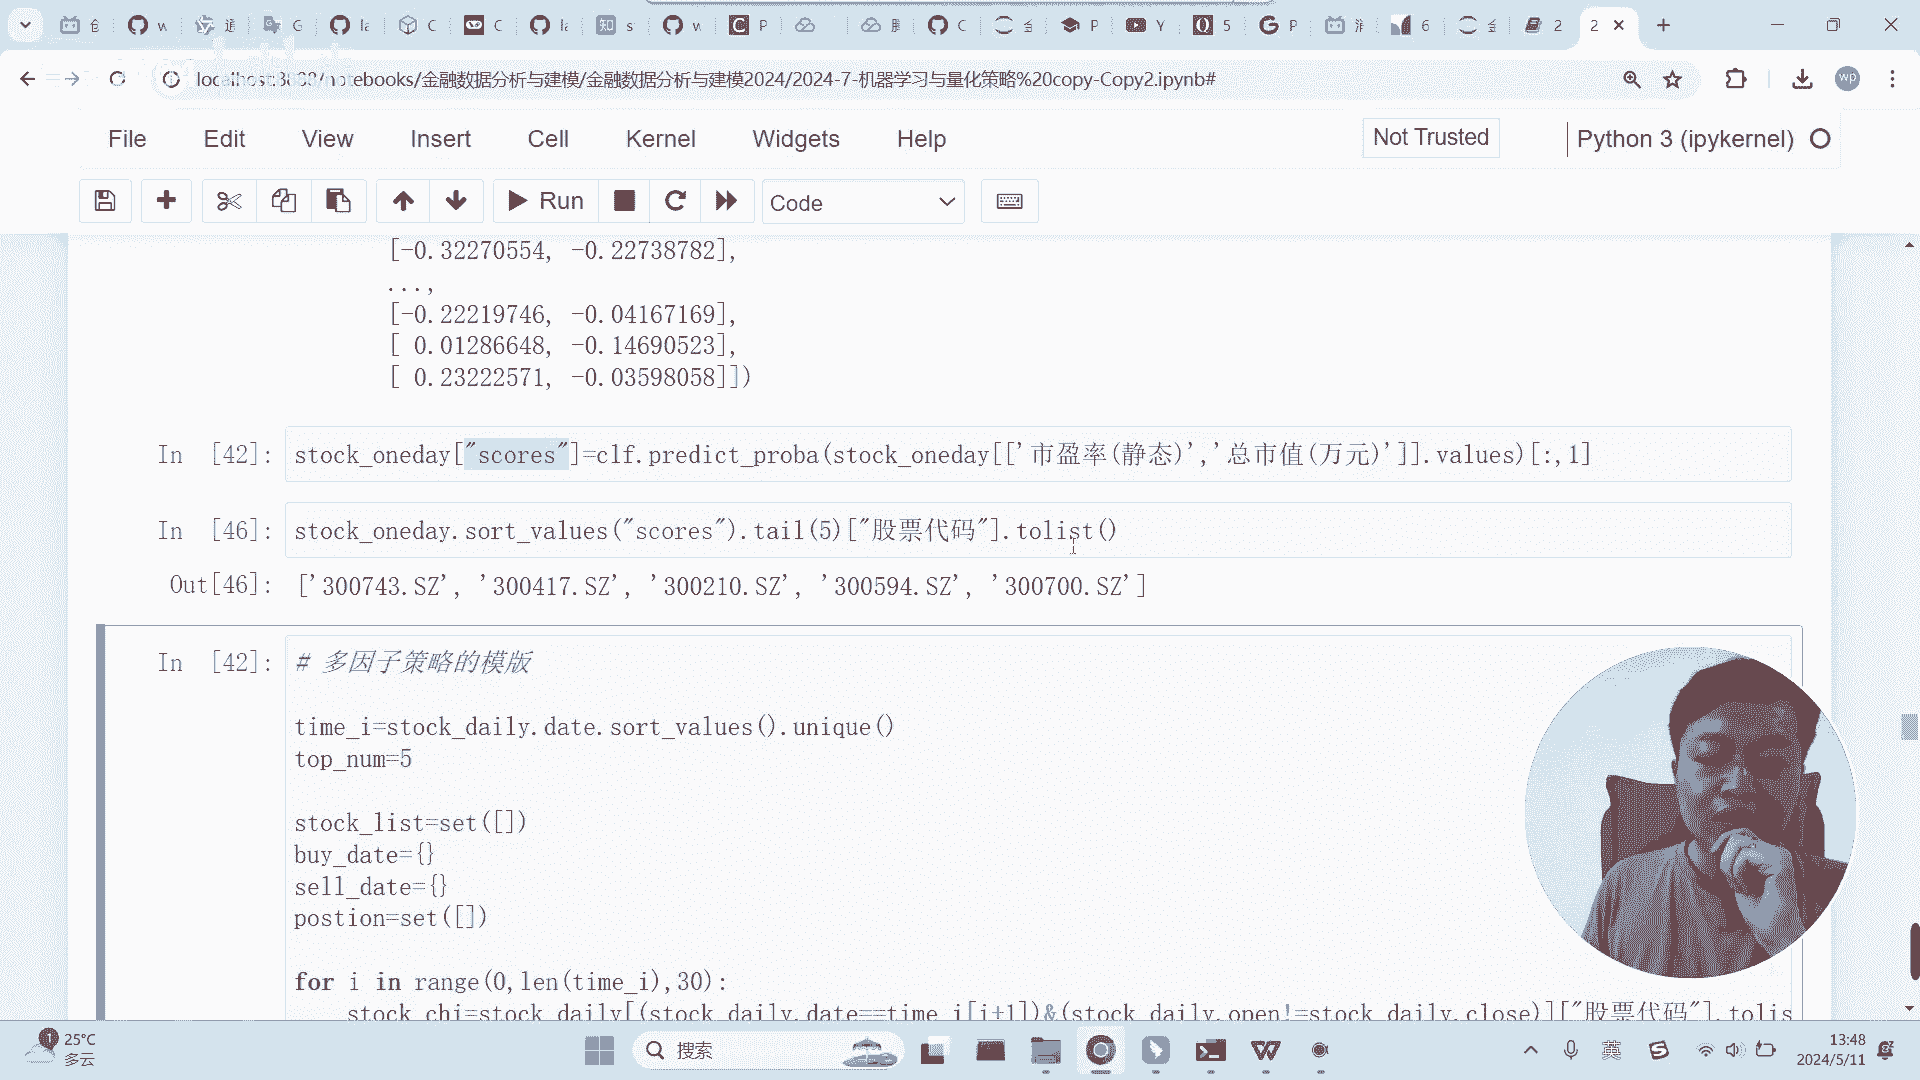 localhost:8888/notebooks/金融数据分析与建模/金融数据分析与建模2024/2024-7-机器学习与量化策略%20copy-Copy2.ipynb#
wp
File Edit View Insert Cell Kernel Widgets Help
Not Trusted
Python 3 (ipykernel)
Run
Code
[-0.32270554, -0.22738782],
...,
[-0.22219746, -0.04167169],
[ 0.01286648, -0.14690523],
[ 0.23222571, -0.03598058]])
In [42]: stock_oneday["scores"]=clf.predict_proba(stock_oneday[['市盈率(静态)','总市值(万元)']].values)[:,1]
In [46]: stock_oneday.sort_values("scores").tail(5)["股票代码"].tolist()
Out[46]: ['300743.SZ', '300417.SZ', '300210.SZ', '300594.SZ', '300700.SZ']
In [42]: # 多因子策略的模版
time_i=stock_daily.date.sort_values().unique()
top_num=5
stock_list=set([])
buy_date={}
sell_date={}
postion=set([])
for i in range(0,len(time_i),30):
stock_chi=stock_daily[(stock_daily.date==time_i[i+1])&(stock_daily.open!=stock_daily.close)]["股票代码"].tolis
25°C
多云
搜索
英
13:48
2024/5/11